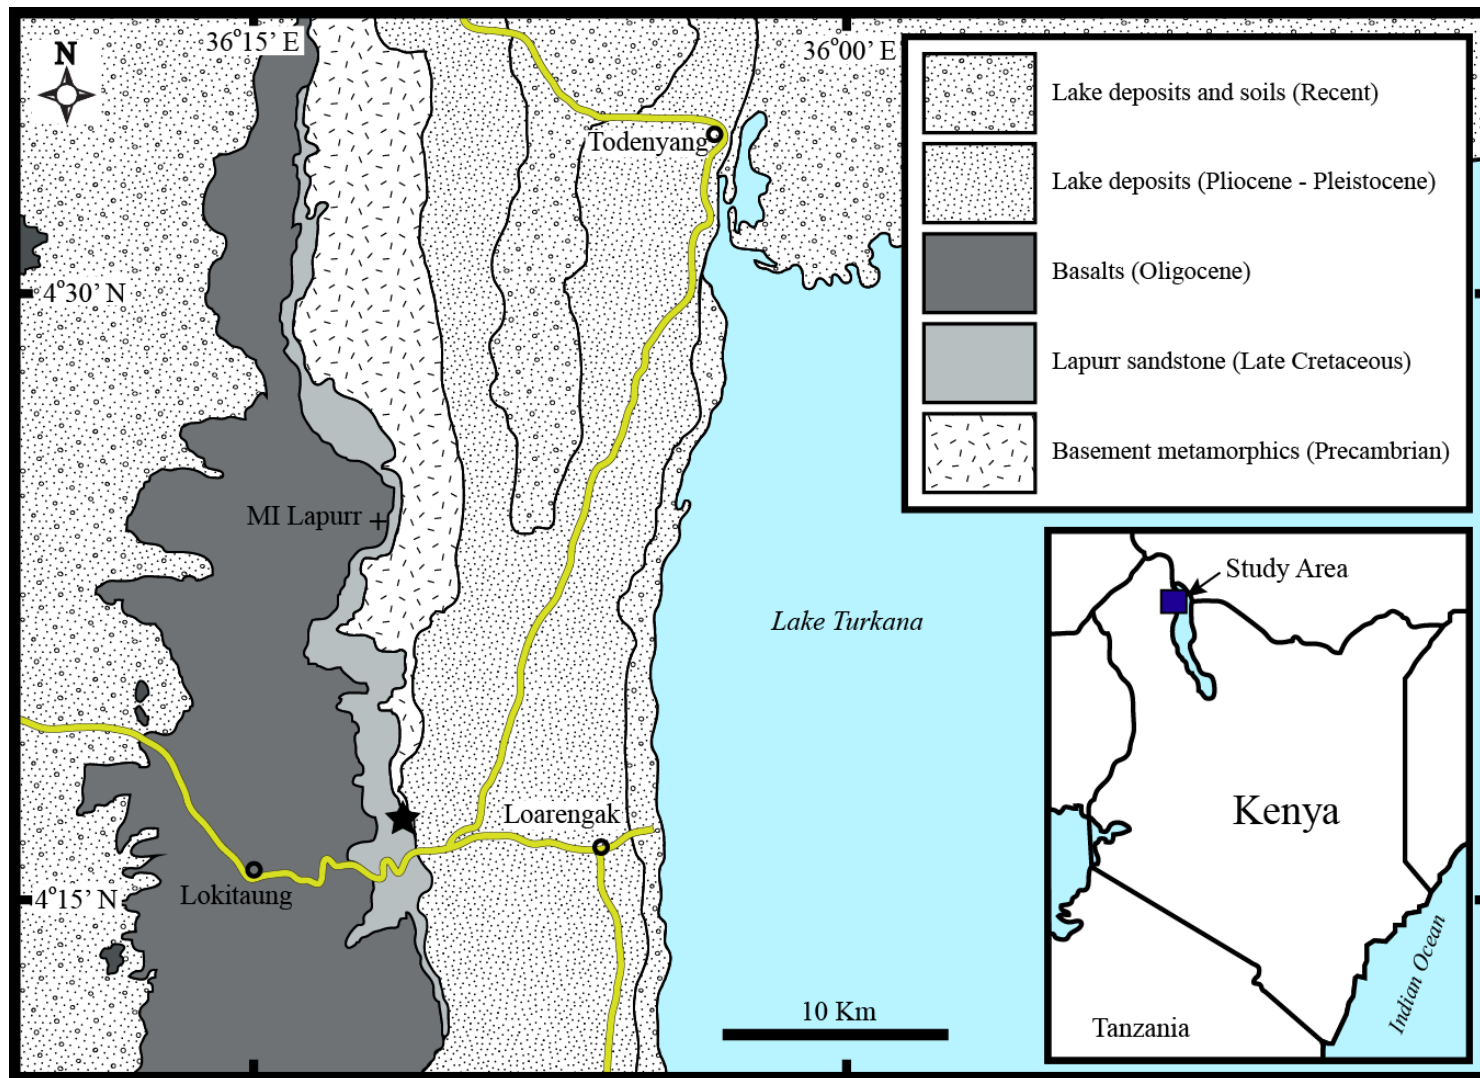 N
36°15’ E
36°00’ E
Lake deposits and soils (Recent)
Todenyang
Lake deposits (Pliocene - Pleistocene)
4°30’ N
Basalts (Oligocene)
Lapurr sandstone (Late Cretaceous)
Basement metamorphics (Precambrian)
MI Lapurr
Study Area
Lake Turkana
Kenya
Loarengak
Lokitaung
4°15’ N
10 Km
Tanzania
Indian Ocean